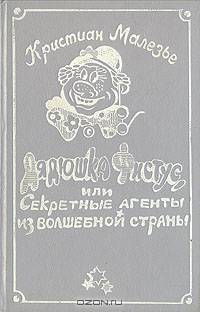 Кристиан Малезье
Дядюшка Фистус,
или
Секретные агенты
из волшебной страны
OZON.RU